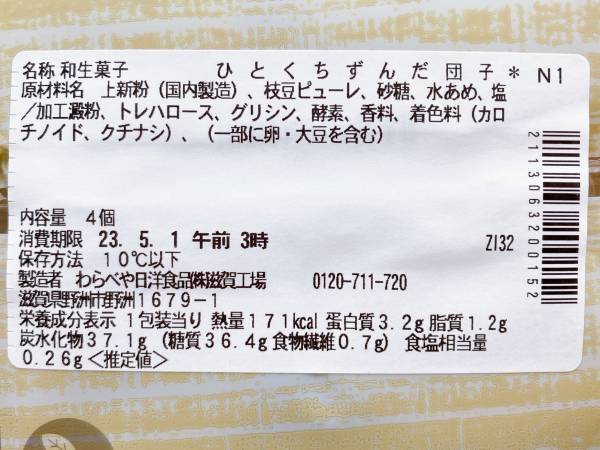 名称 和生菓子 ひとくちずんだ団子* N1
原材料名 上新粉(国内製造)、枝豆ピューレ、砂糖、水あめ、塩
/加工澱粉、トレハロース、グリシン、酵素、香料、着色料(カロ
チノイド、クチナシ)、(一部に卵・大豆を含む)
内容量 4個
消費期限 23. 5. 1 午前 3時 ZI32
保存方法 10℃以下
製造者 わらべや日洋食品㈱滋賀工場 0120-711-720
滋賀県野洲市野洲1679-1
栄養成分表示 1包装当り 熱量171kcal 蛋白質3.2g 脂質1.2g
炭水化物37.1g (糖質36.4g 食物繊維0.7g) 食塩相当量
0.26g<推定値>
2113063200152